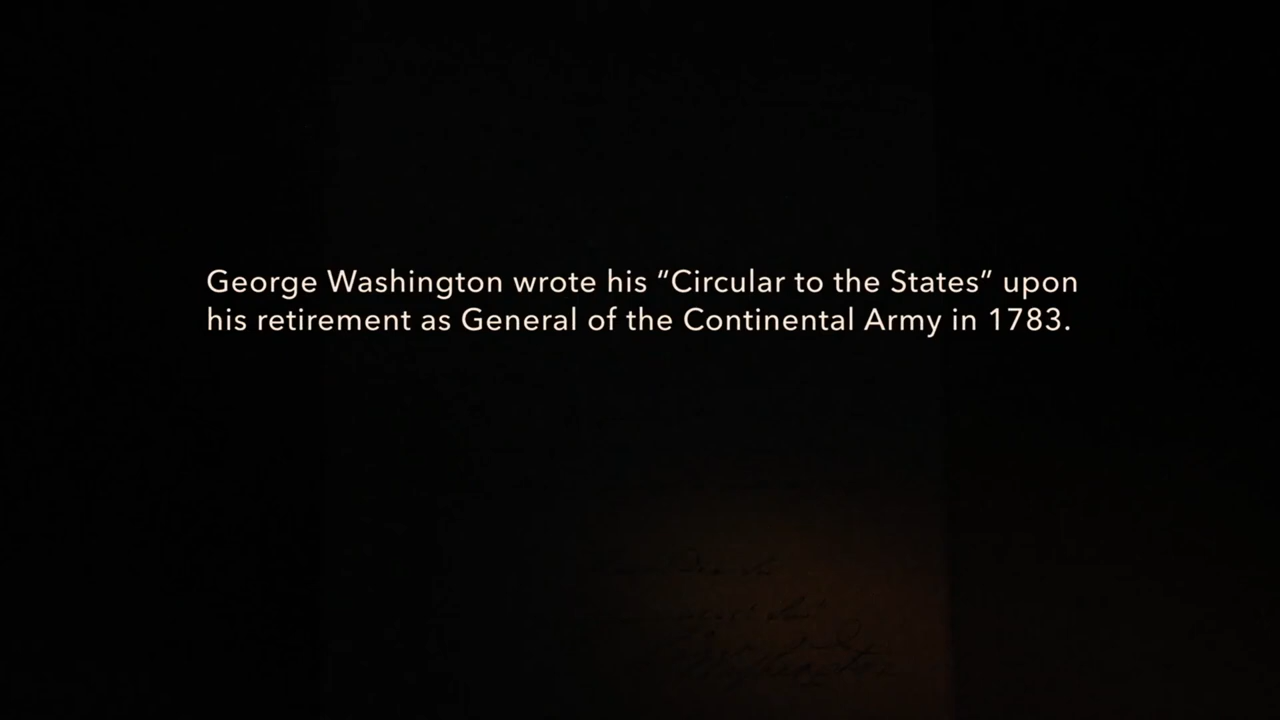 George Washington wrote his “Circular to the States” upon
his retirement as General of the Continental Army in 1783.